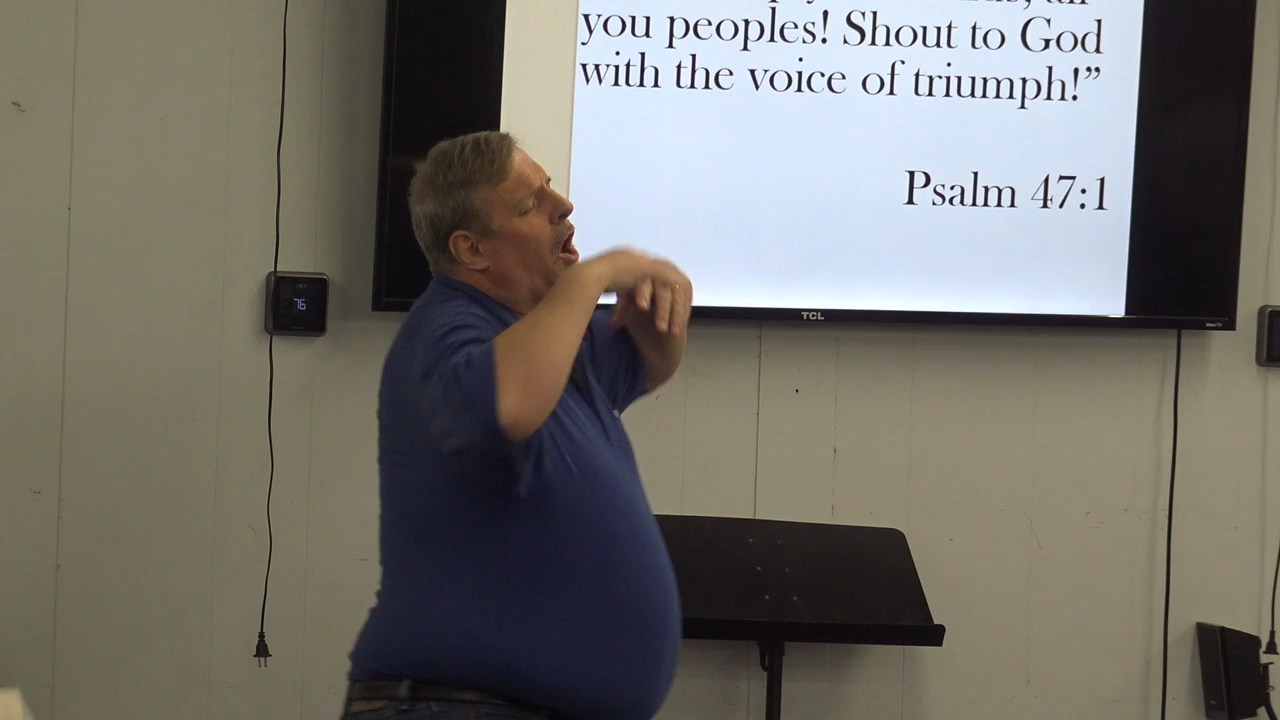 you peoples! Shout to God
with the voice of triumph!”
Psalm 47:1
76
TCL